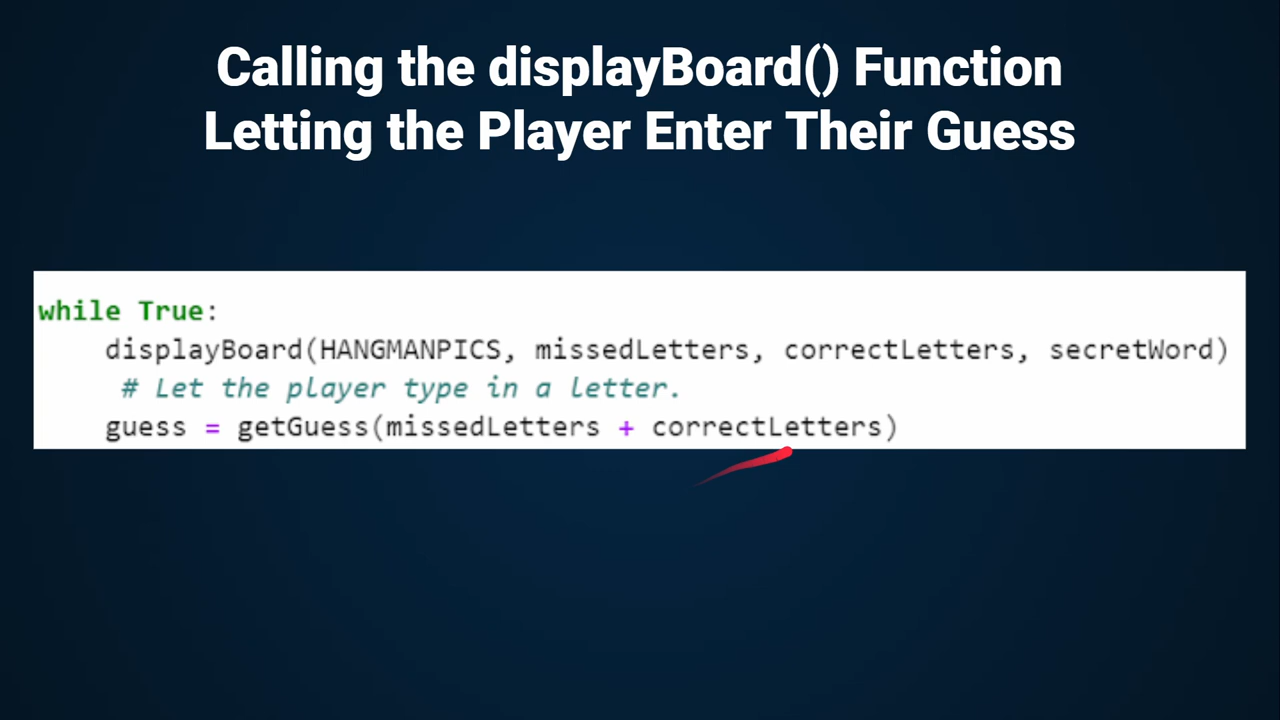 Calling the displayBoard() Function
Letting the Player Enter Their Guess
while True:
displayBoard(HANGMANPICS, missedLetters, correctLetters, secretWord)
# Let the player type in a letter.
guess = getGuess(missedLetters + correctLetters)